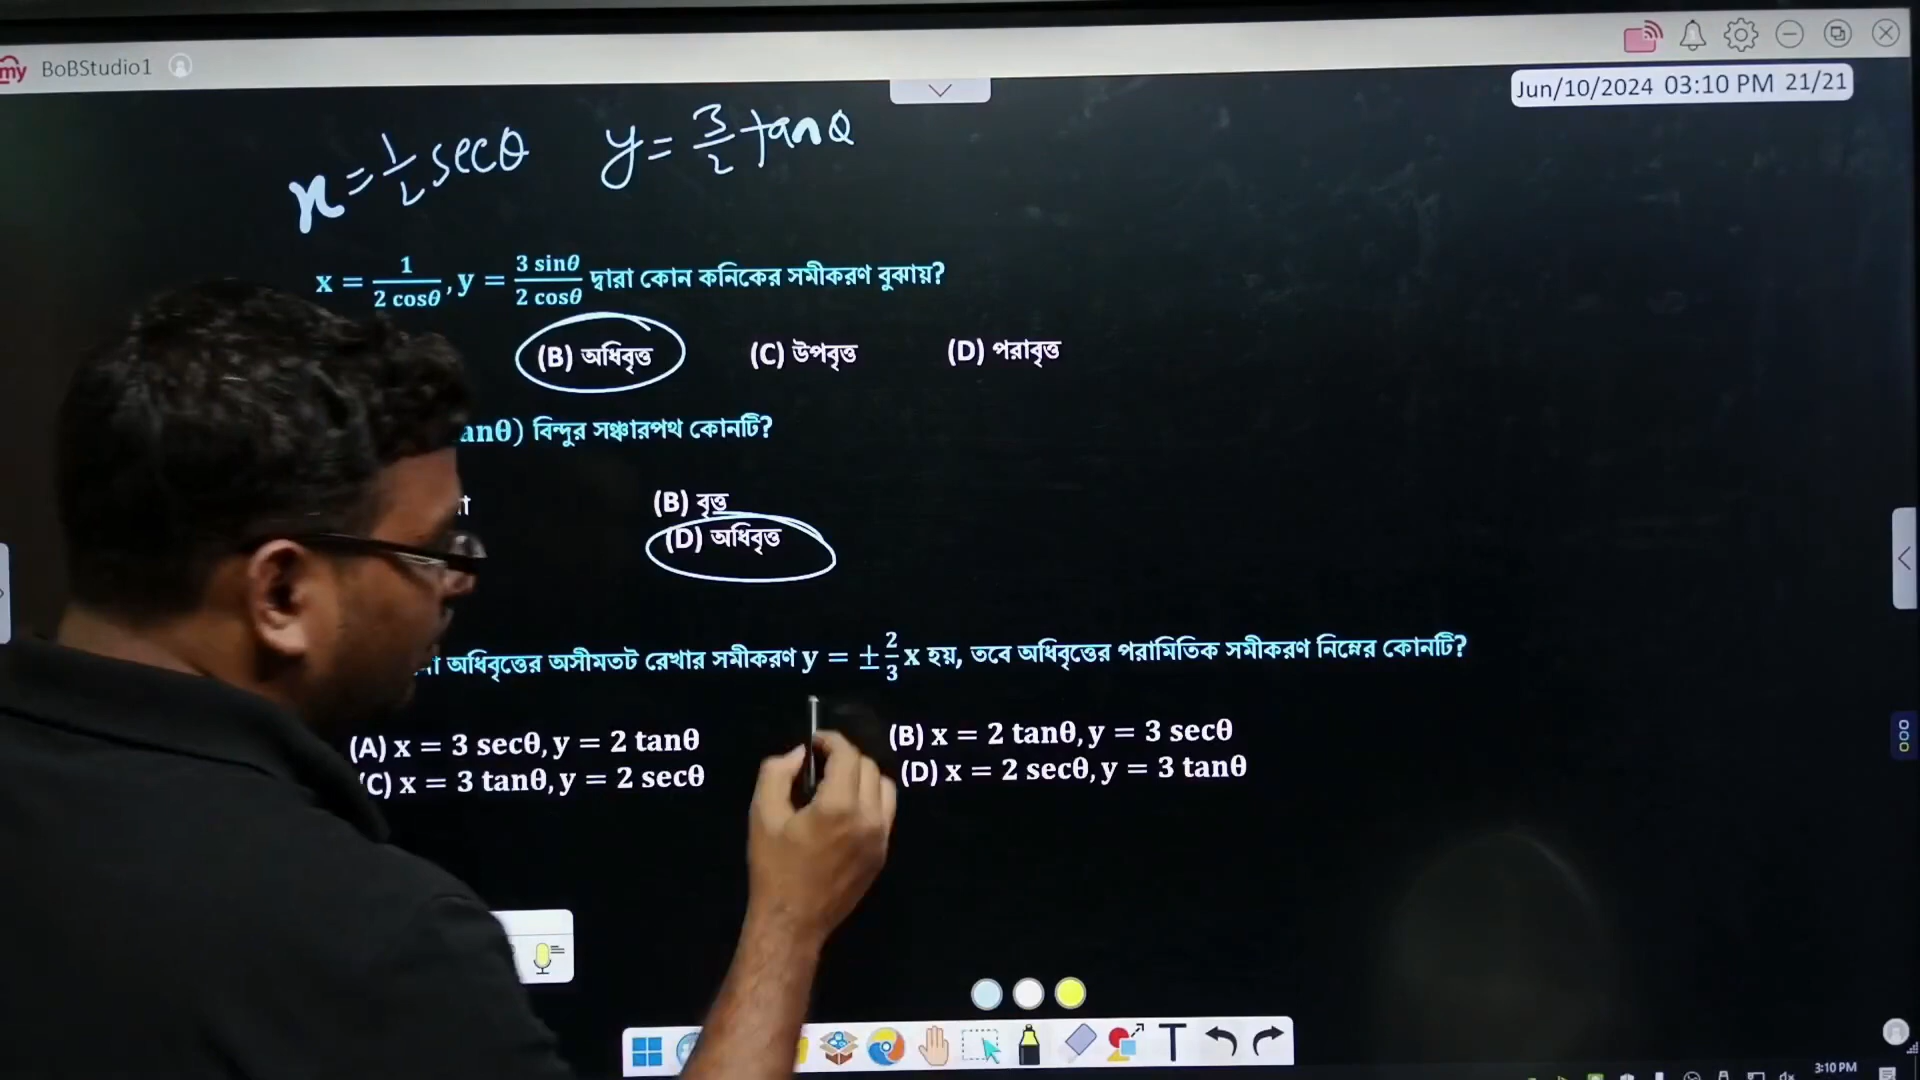 my BoBStudio1
Jun/10/2024 03:10 PM 21/21
x = 1/2 secθ y = 3/2 tanθ
x = 1/(2 cosθ), y = (3 sinθ)/(2 cosθ) দ্বারা কোন কনিকের সমীকরণ বুঝায়?
(B) অধিবৃত্ত (C) উপবৃত্ত (D) পরাবৃত্ত
anθ) বিন্দুর সঞ্চারপথ কোনটি?
(B) বৃত্ত
(D) অধিবৃত্ত
অধিবৃত্তের অসীমতট রেখার সমীকরণ y = ±2/3 x হয়, তবে অধিবৃত্তের পরামিতিক সমীকরণ নিম্নের কোনটি?
(A) x = 3 secθ, y = 2 tanθ (B) x = 2 tanθ, y = 3 secθ
(C) x = 3 tanθ, y = 2 secθ (D) x = 2 secθ, y = 3 tanθ
T
3:10 PM